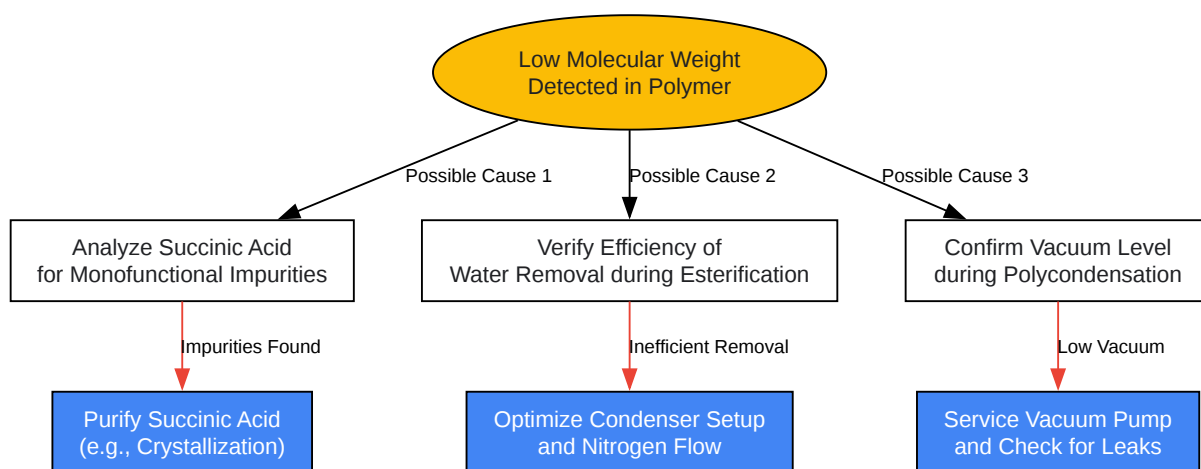 Low Molecular Weight
Detected in Polymer
Possible Cause 1
Possible Cause 2
Possible Cause 3
Analyze Succinic Acid
for Monofunctional Impurities
Verify Efficiency of
Water Removal during Esterification
Confirm Vacuum Level
during Polycondensation
Impurities Found
Inefficient Removal
Low Vacuum
Purify Succinic Acid
(e.g., Crystallization)
Optimize Condenser Setup
and Nitrogen Flow
Service Vacuum Pump
and Check for Leaks